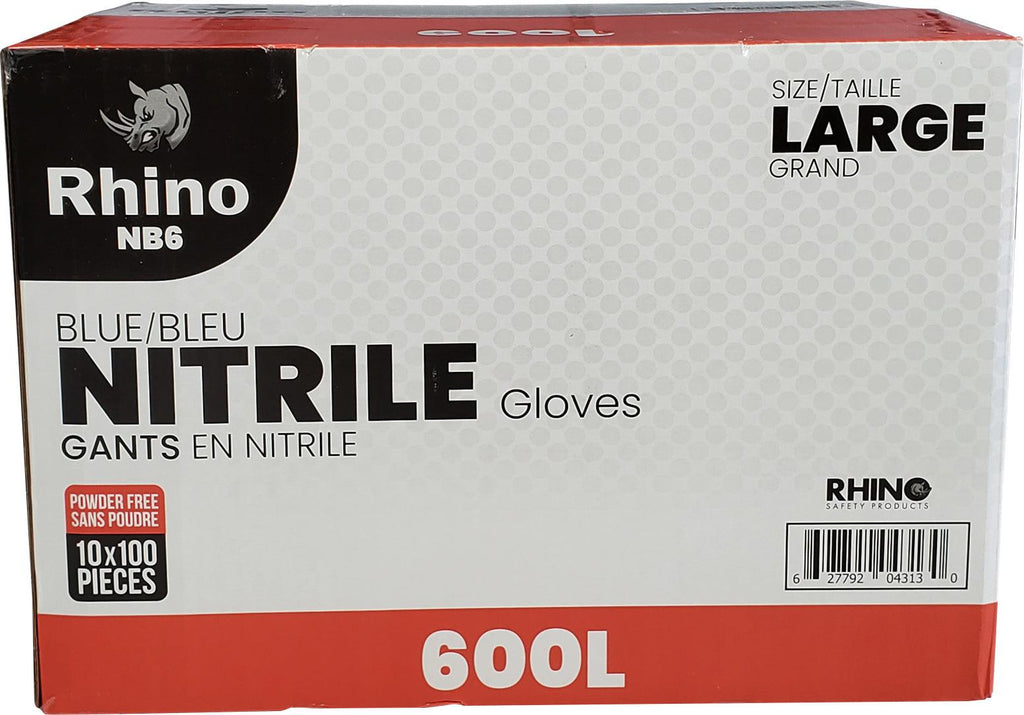 600L
Rhino
NB6
SIZE/TAILLE
LARGE
GRAND
BLUE/BLEU
NITRILE Gloves
GANTS EN NITRILE
POWDER FREE
SANS POUDRE
10x100
PIECES
RHINO
SAFETY PRODUCTS
6 27792 04313 0
600L